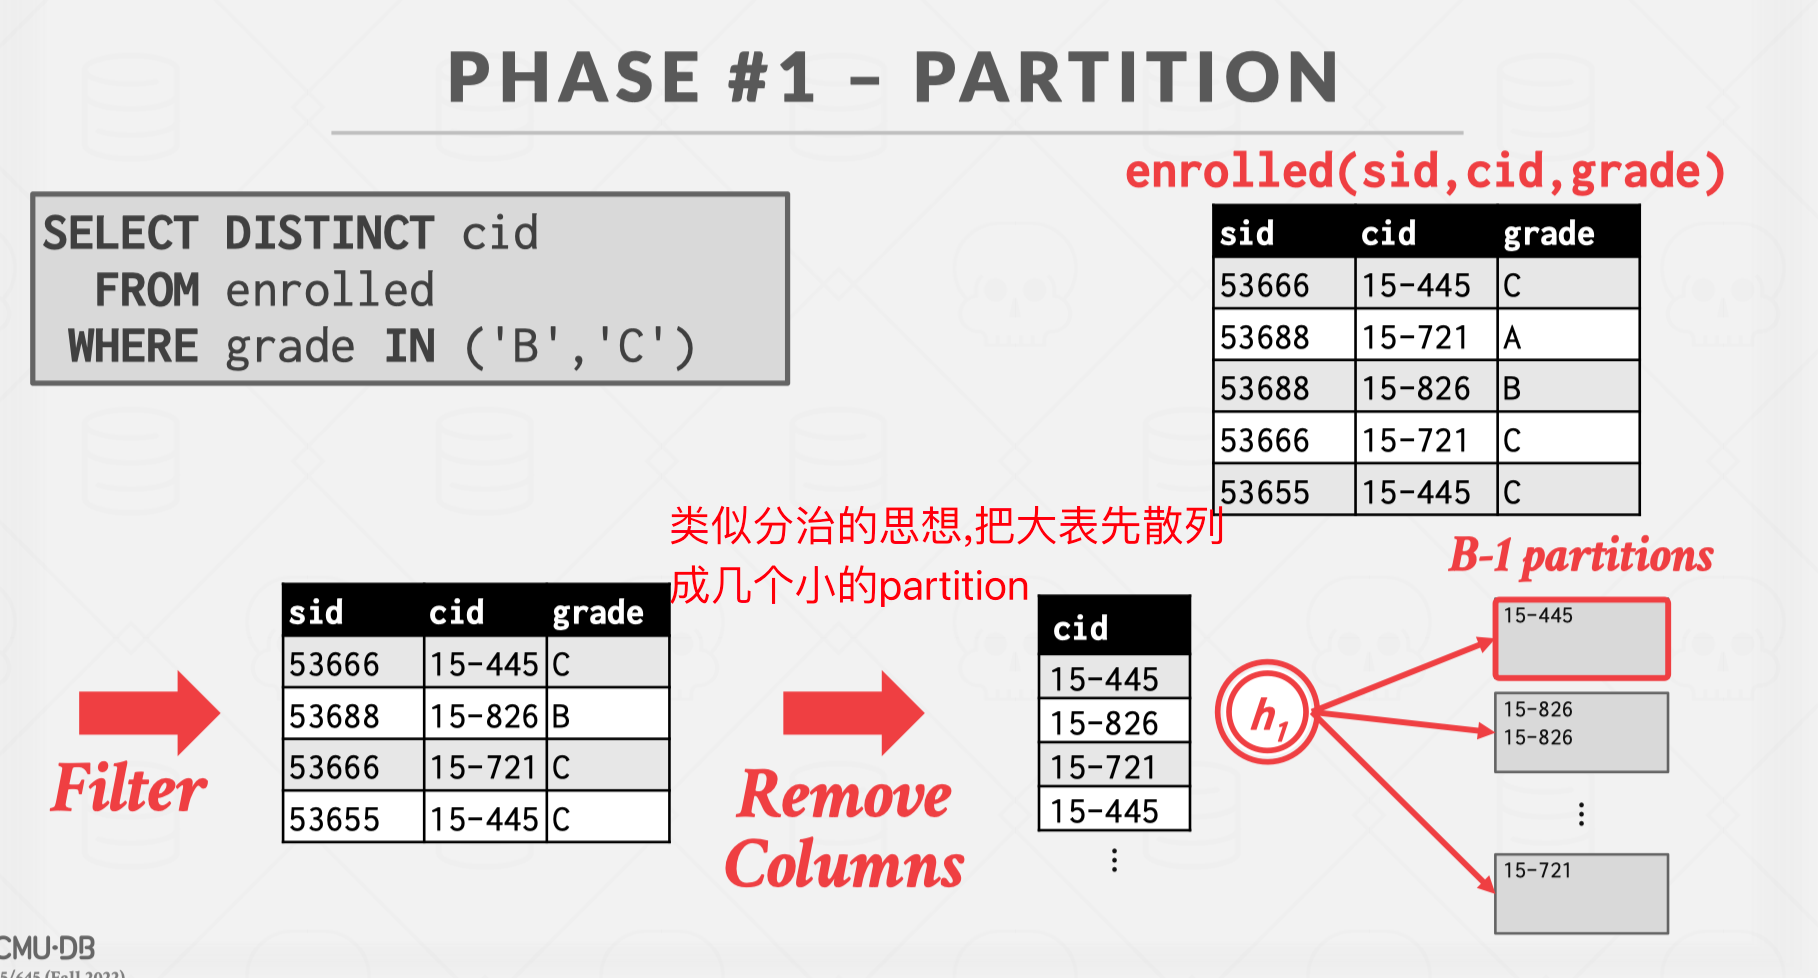 PHASE #1 – PARTITION
enrolled(sid,cid,grade)
SELECT DISTINCT cid
FROM enrolled
WHERE grade IN ('B','C')
sid cid grade
53666 15-445 C
53688 15-721 A
53688 15-826 B
53666 15-721 C
53655 15-445 C
类似分治的思想,把大表先散列
成几个小的partition
B-1 partitions
Filter
sid cid grade
53666 15-445 C
53688 15-826 B
53666 15-721 C
53655 15-445 C
Remove
Columns
cid
15-445
15-826
15-721
15-445
⋮
h1
15-445
15-826
15-826
⋮
15-721
CMU·DB
5/645 (Fall 2022)